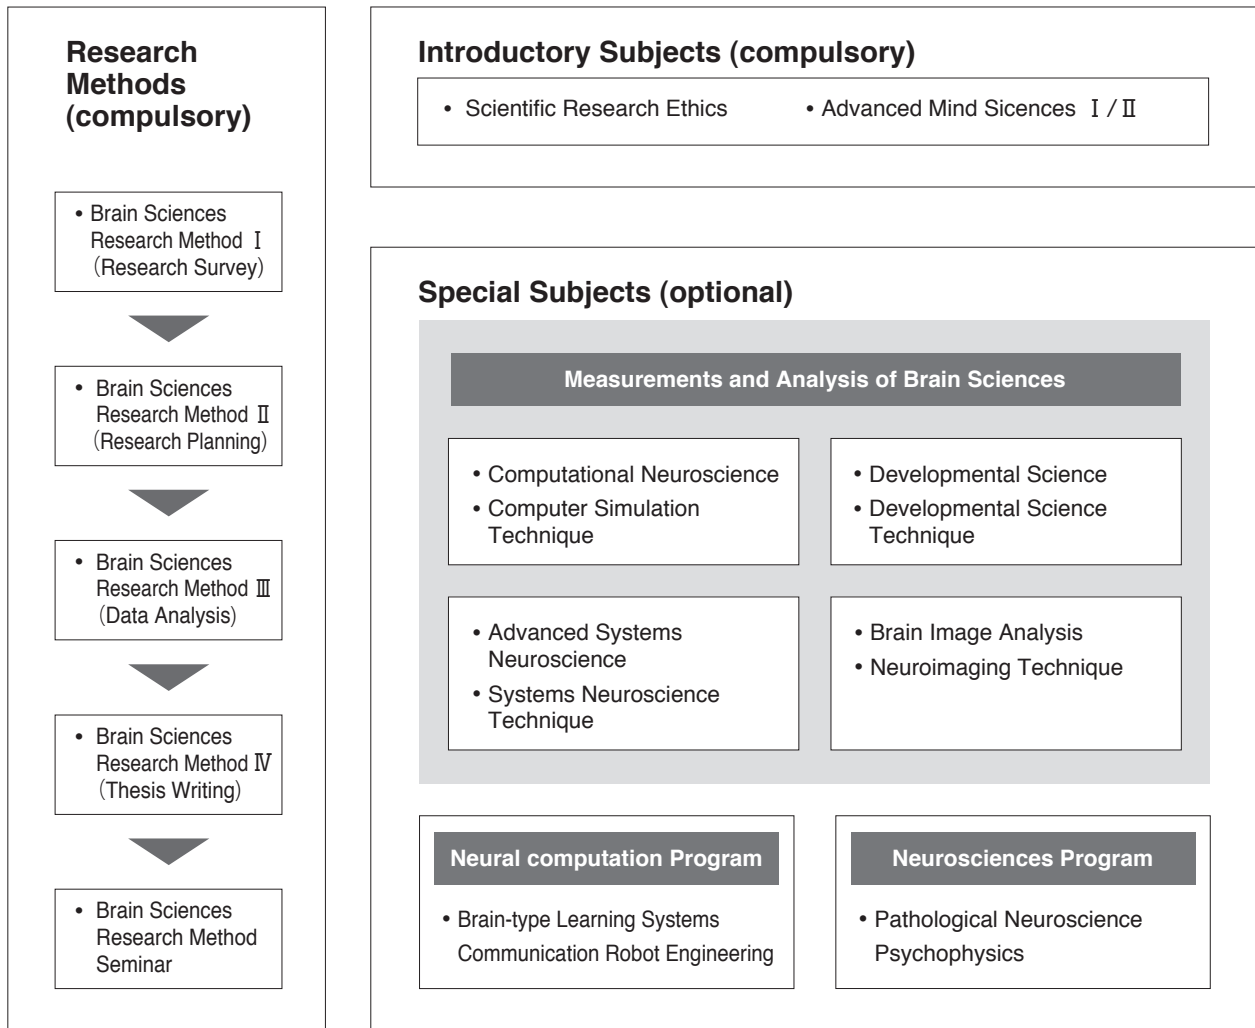 Research
Methods
(compulsory)
• Brain Sciences
Research Method Ⅰ
(Research Survey)
• Brain Sciences
Research Method Ⅱ
(Research Planning)
• Brain Sciences
Research Method Ⅲ
(Data Analysis)
• Brain Sciences
Research Method Ⅳ
(Thesis Writing)
• Brain Sciences
Research Method
Seminar
Introductory Subjects (compulsory)
• Scientific Research Ethics
• Advanced Mind Sicences Ⅰ / Ⅱ
Special Subjects (optional)
Measurements and Analysis of Brain Sciences
• Computational Neuroscience
• Computer Simulation
Technique
• Developmental Science
• Developmental Science
Technique
• Advanced Systems
Neuroscience
• Systems Neuroscience
Technique
• Brain Image Analysis
• Neuroimaging Technique
Neural computation Program
• Brain-type Learning Systems
Communication Robot Engineering
Neurosciences Program
• Pathological Neuroscience
Psychophysics